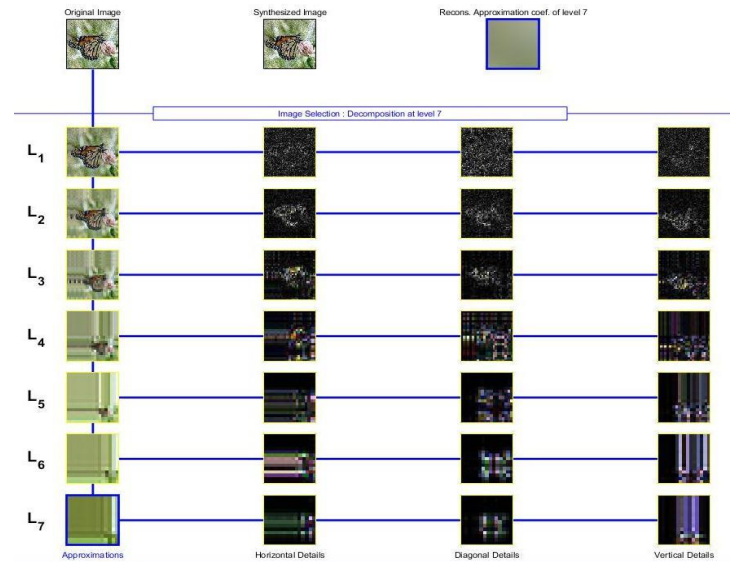 Original Image
Synthesized Image
Recons. Approximation coef. of level 7
Image Selection : Decomposition at level 7
L1
L2
L3
L4
L5
L6
L7
Approximations
Horizontal Details
Diagonal Details
Vertical Details